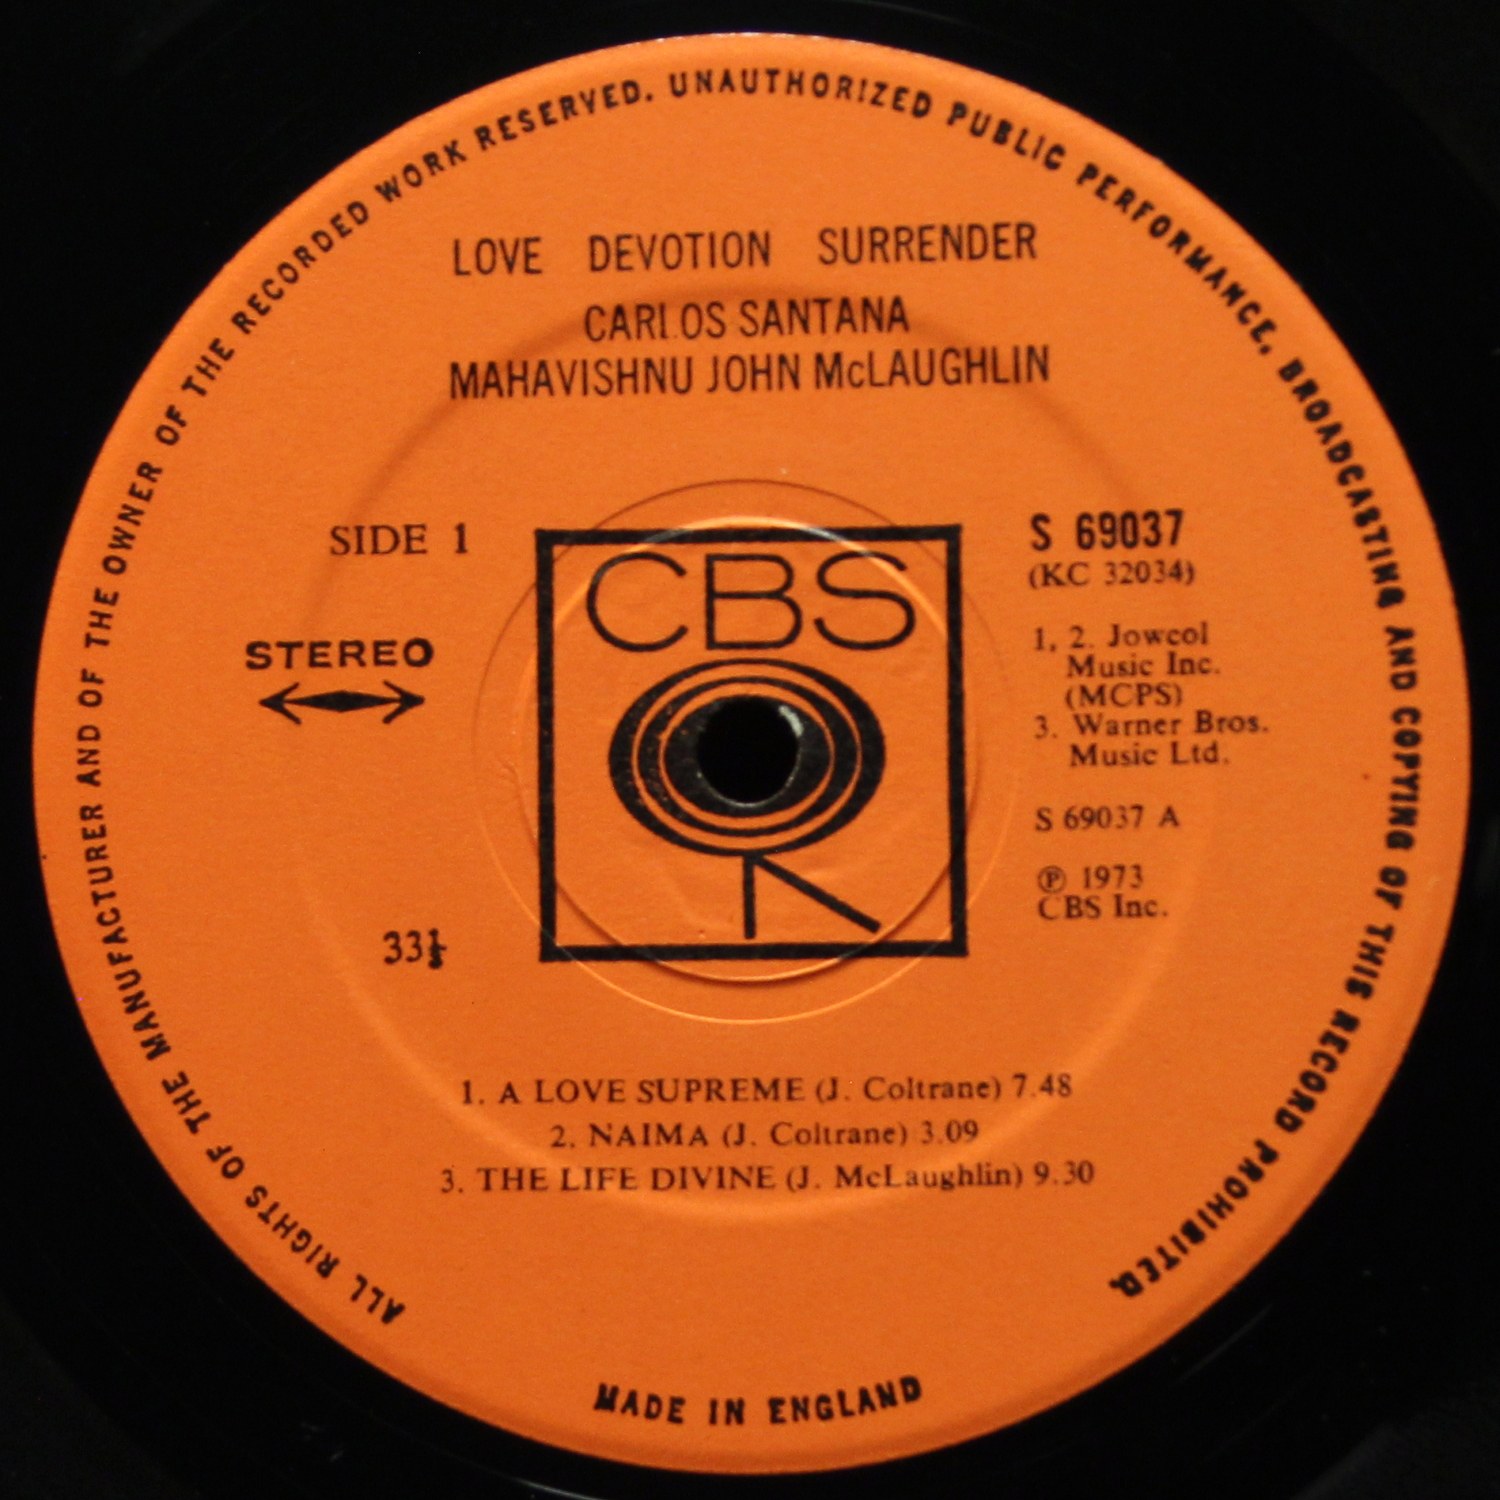 ALL RIGHTS OF THE MANUFACTURER AND OF THE OWNER OF THE RECORDED WORK RESERVED. UNAUTHORIZED PUBLIC PERFORMANCE, BROADCASTING AND COPYING OF THIS RECORD PROHIBITED.
LOVE DEVOTION SURRENDER
CARLOS SANTANA
MAHAVISHNU JOHN McLAUGHLIN
SIDE 1
STEREO
33⅓
CBS
S 69037
(KC 32034)
1, 2. Jowcol
Music Inc.
(MCPS)
3. Warner Bros.
Music Ltd.
S 69037 A
℗ 1973
CBS Inc.
1. A LOVE SUPREME (J. Coltrane) 7.48
2. NAIMA (J. Coltrane) 3.09
3. THE LIFE DIVINE (J. McLaughlin) 9.30
MADE IN ENGLAND